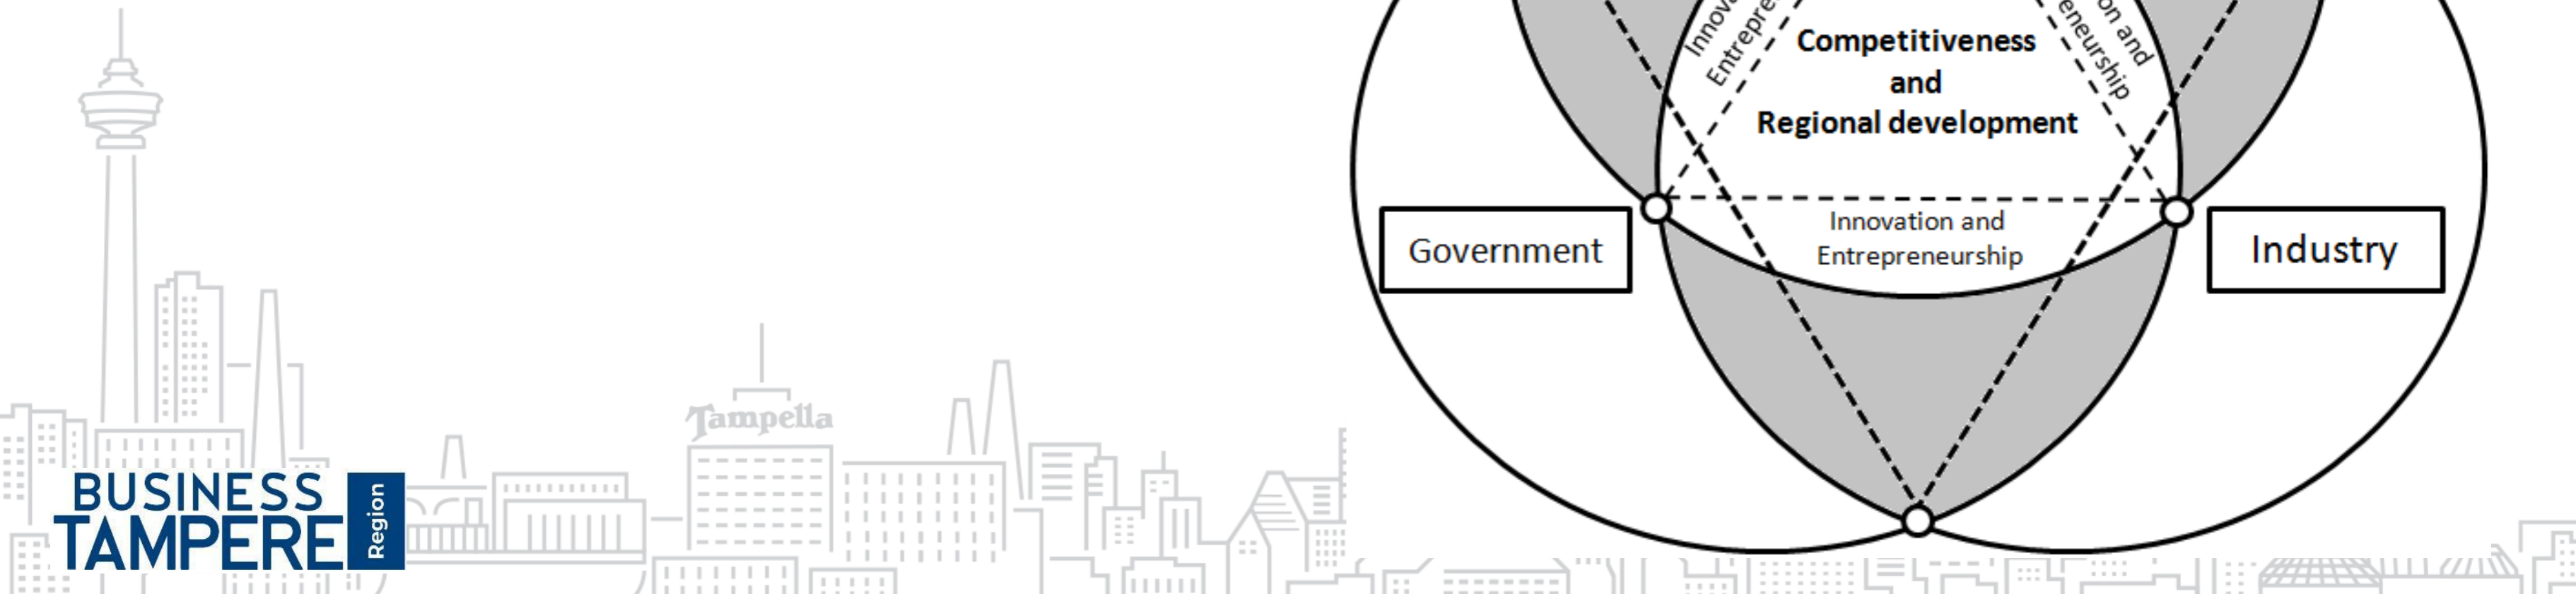 Competitiveness
and
Regional development
Innovation and
Entrepreneurship
Government
Industry
Tampella
BUSINESS
TAMPERE
Region